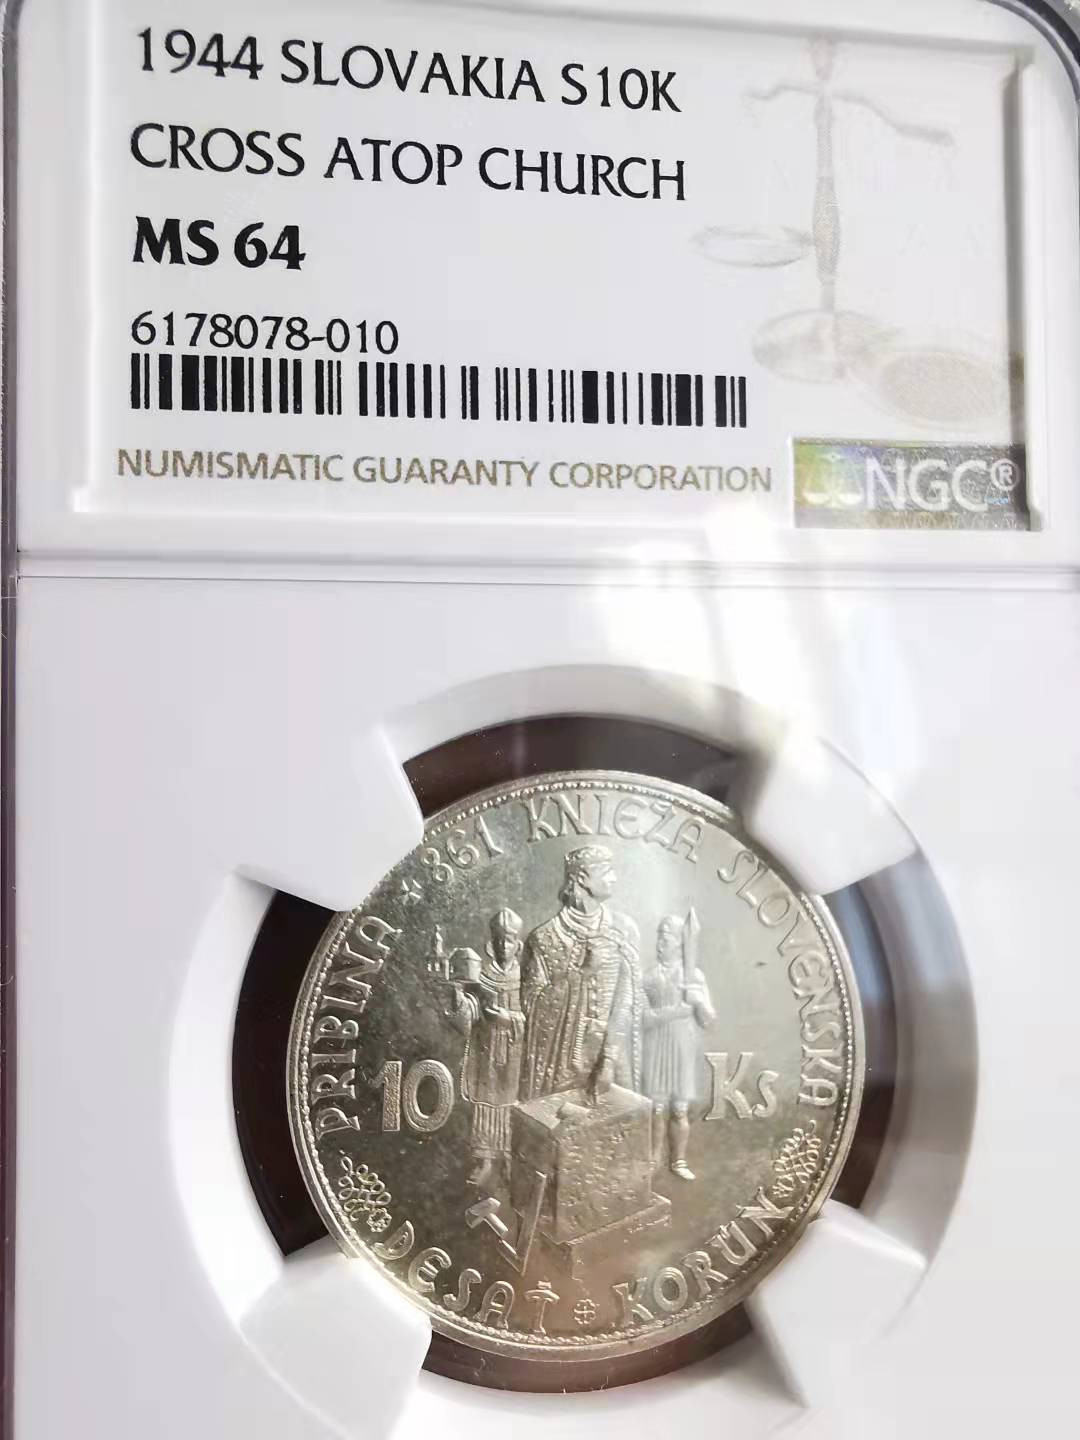 1944 SLOVAKIA S10K
CROSS ATOP CHURCH
MS 64
6178078-010
NUMISMATIC GUARANTY CORPORATION
NGC®
PRIBINA + 861 KNIEŽA SLOVENSKA
10 Ks
DESAŤ KORÚN